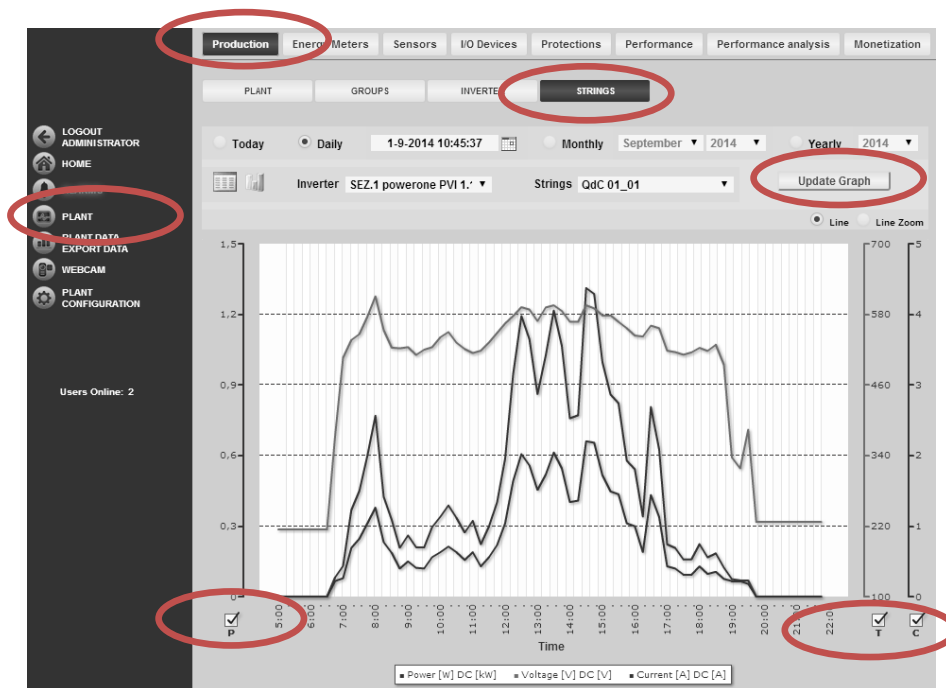 Production Energy Meters Sensors I/O Devices Protections Performance Performance analysis Monetization
PLANT GROUPS INVERTE STRINGS
LOGOUT
ADMINISTRATOR
HOME
PLANT
PLANT DATA
EXPORT DATA
WEBCAM
PLANT
CONFIGURATION
Users Online: 2
Today Daily 1-9-2014 10:45:37 Monthly September 2014 Yearly 2014
Inverter SEZ.1 powerone PVI 1.1 Strings QdC 01_01 Update Graph
Line Line Zoom
1,5 700 5
1,2 580 4
0,9 460 3
0,6 340 2
0,3 220 1
0 100 0
5:00 6:00 7:00 8:00 9:00 10:00 11:00 12:00 13:00 14:00 15:00 16:00 17:00 18:00 19:00 20:00 21:00 22:00
P T C
Time
Power [W] DC [kW] Voltage [V] DC [V] Current [A] DC [A]